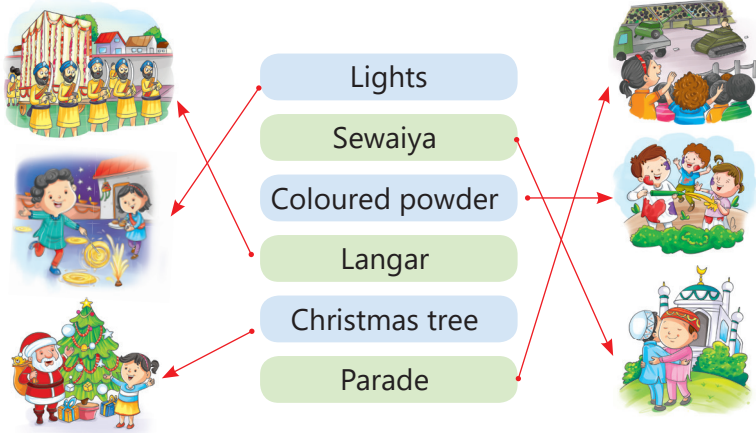 Lights
Sewaiya
Coloured powder
Langar
Christmas tree
Parade